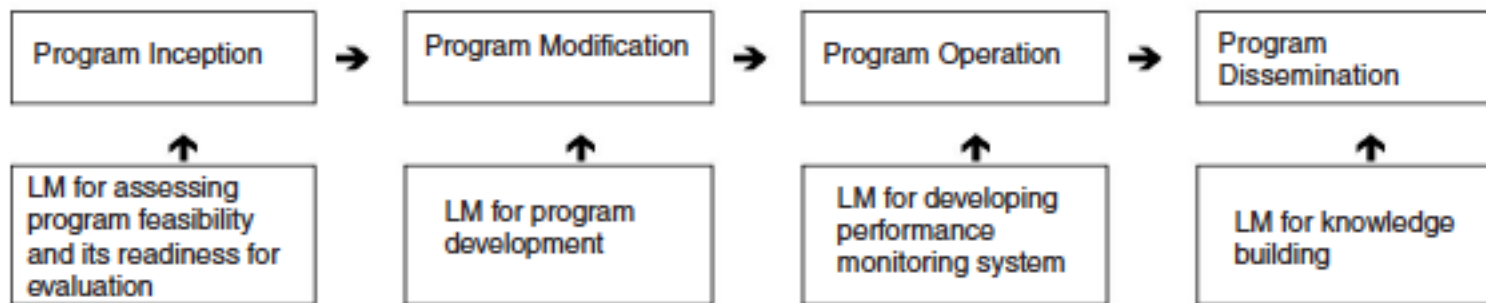 Program Inception
Program Modification
Program Operation
Program
Dissemination
LM for assessing
program feasibility
and its readiness for
evaluation
LM for program
development
LM for developing
performance
monitoring system
LM for knowledge
building